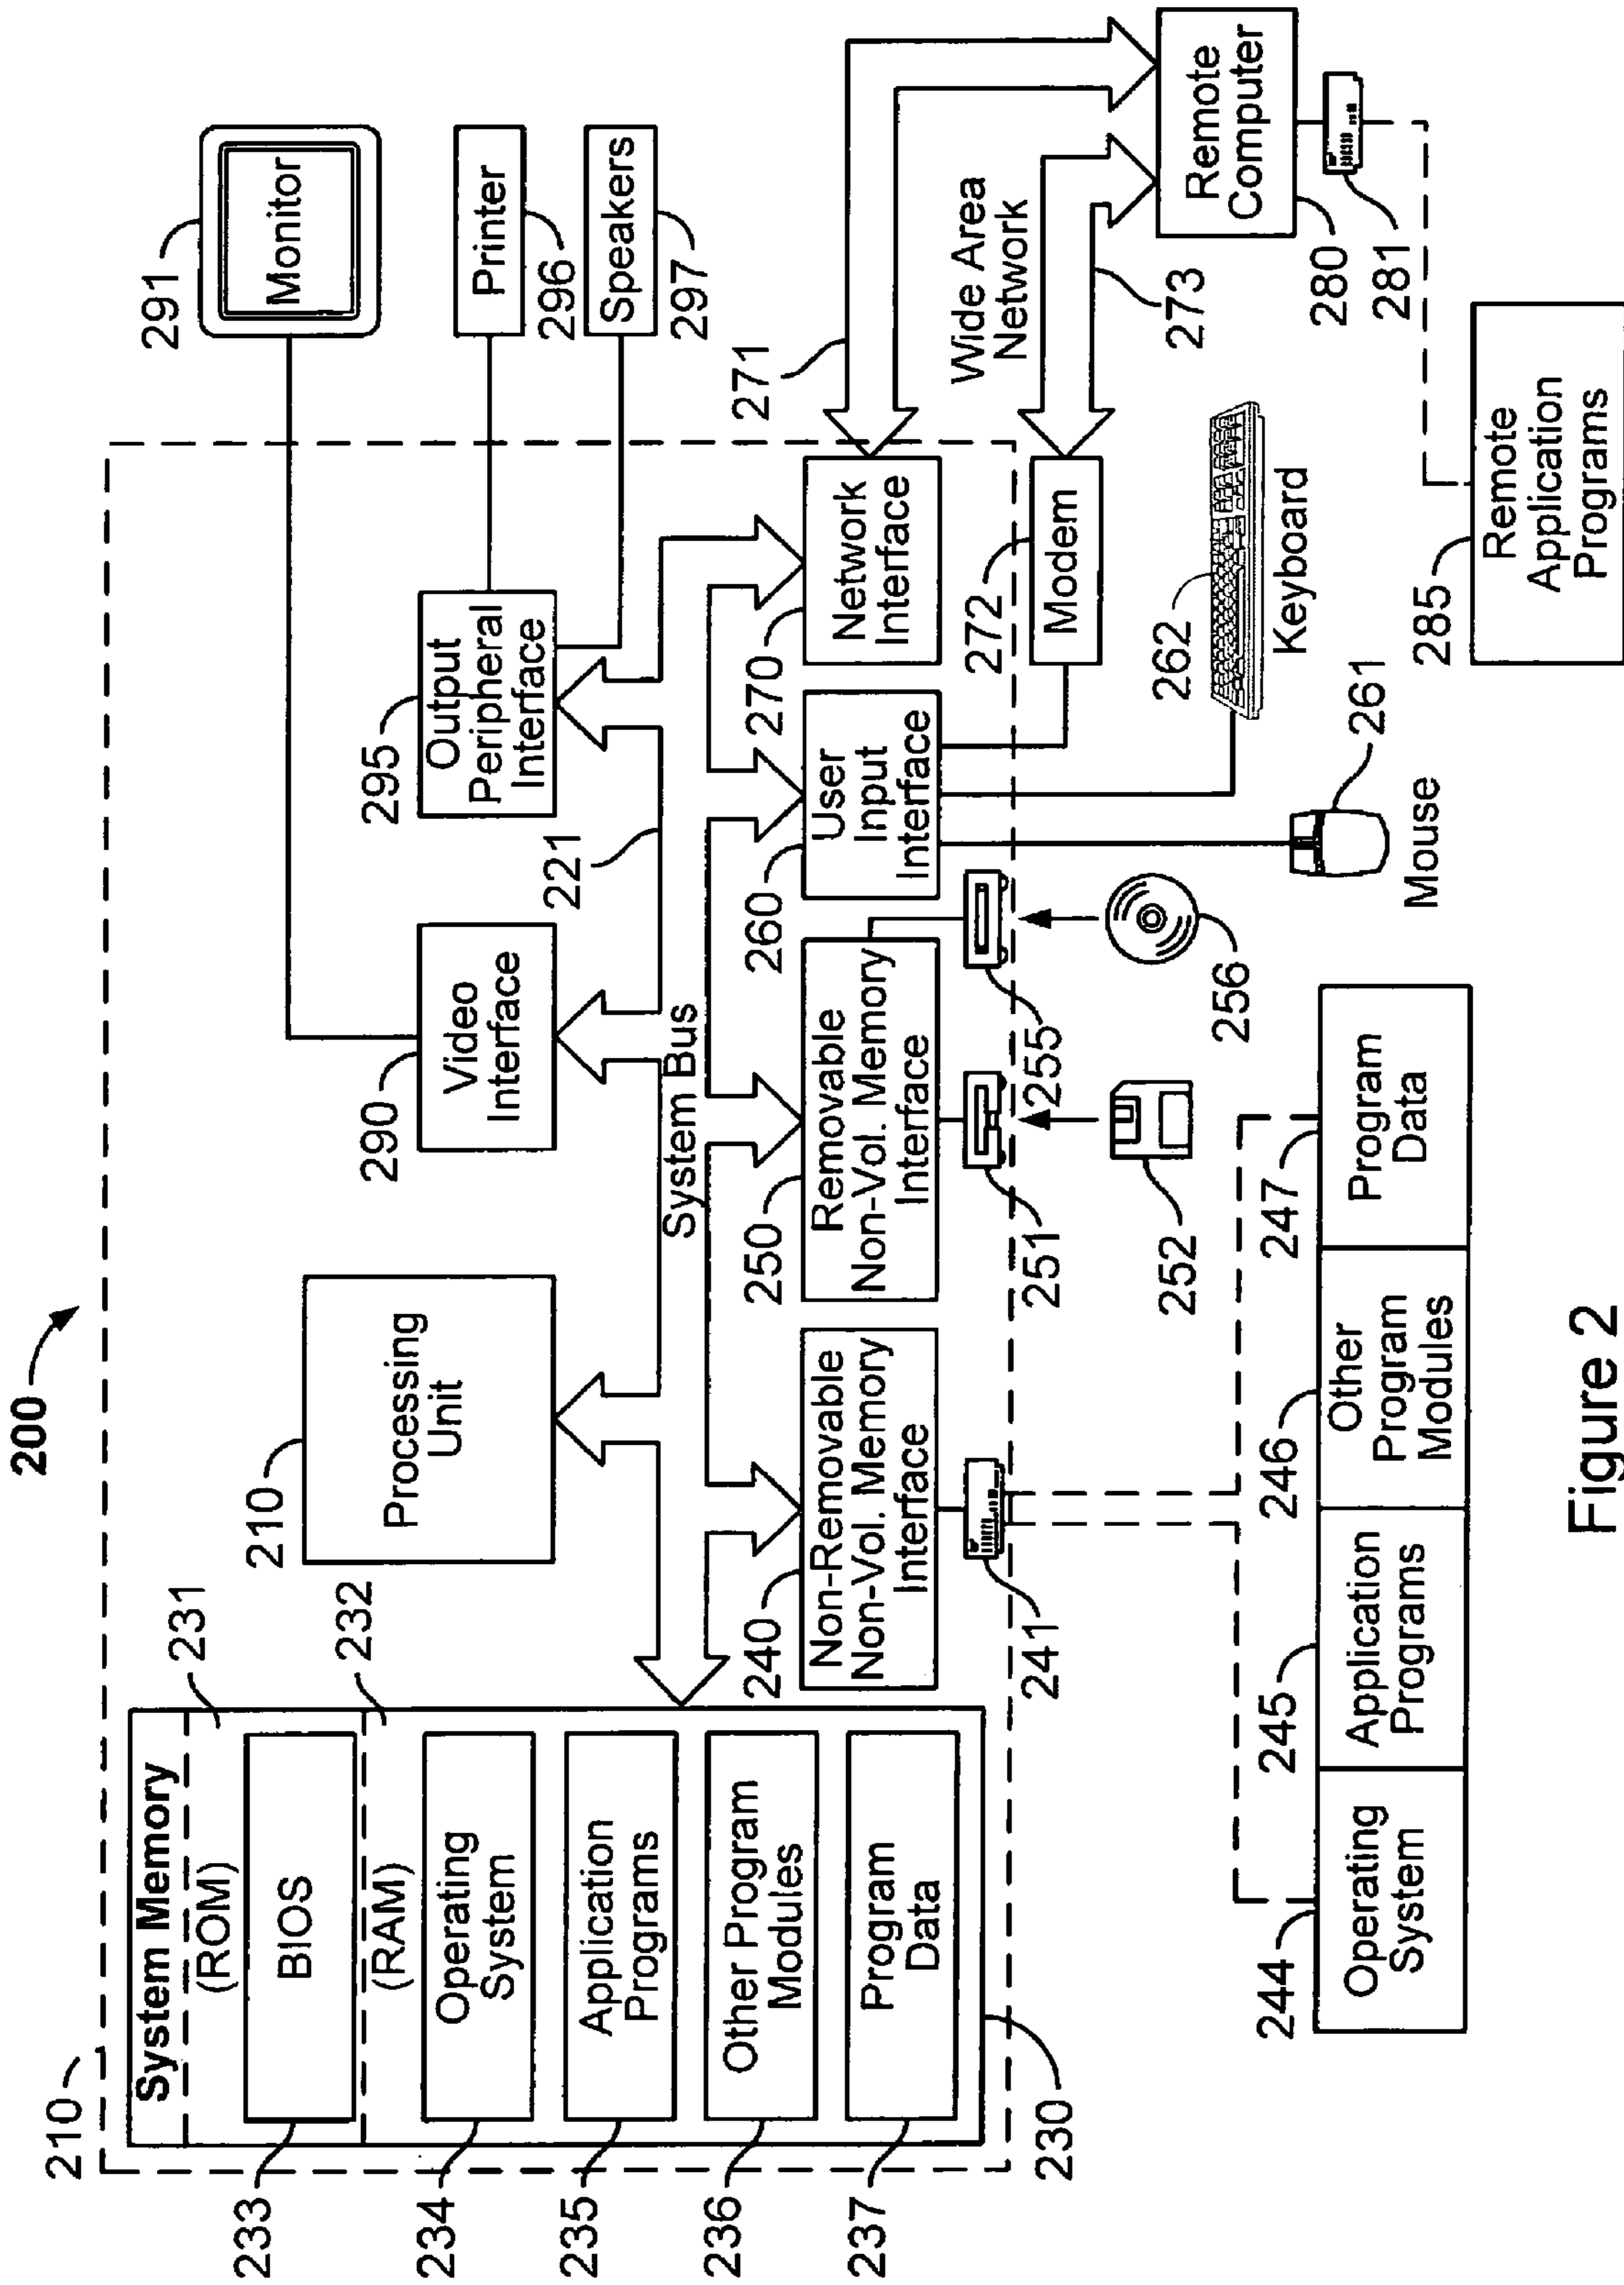 200
210
System Memory
(ROM)
231
BIOS
233
(RAM)
232
Operating
System
234
Application
Programs
235
Other Program
Modules
236
Program
Data
237
230
210
Processing
Unit
290
Video
Interface
295
Output
Peripheral
Interface
291
Monitor
Printer
296
Speakers
297
221
System Bus
240
Non-Removable
Non-Vol. Memory
Interface
250
Removable
Non-Vol. Memory
Interface
260
User
Input
Interface
270
Network
Interface
271
241
251
255
272
Modem
Wide Area
Network
273
Remote
Computer
280
281
252
256
262
Keyboard
261
Mouse
244
Operating
System
245
Application
Programs
246
Other
Program
Modules
247
Program
Data
285
Remote
Application
Programs
Figure 2